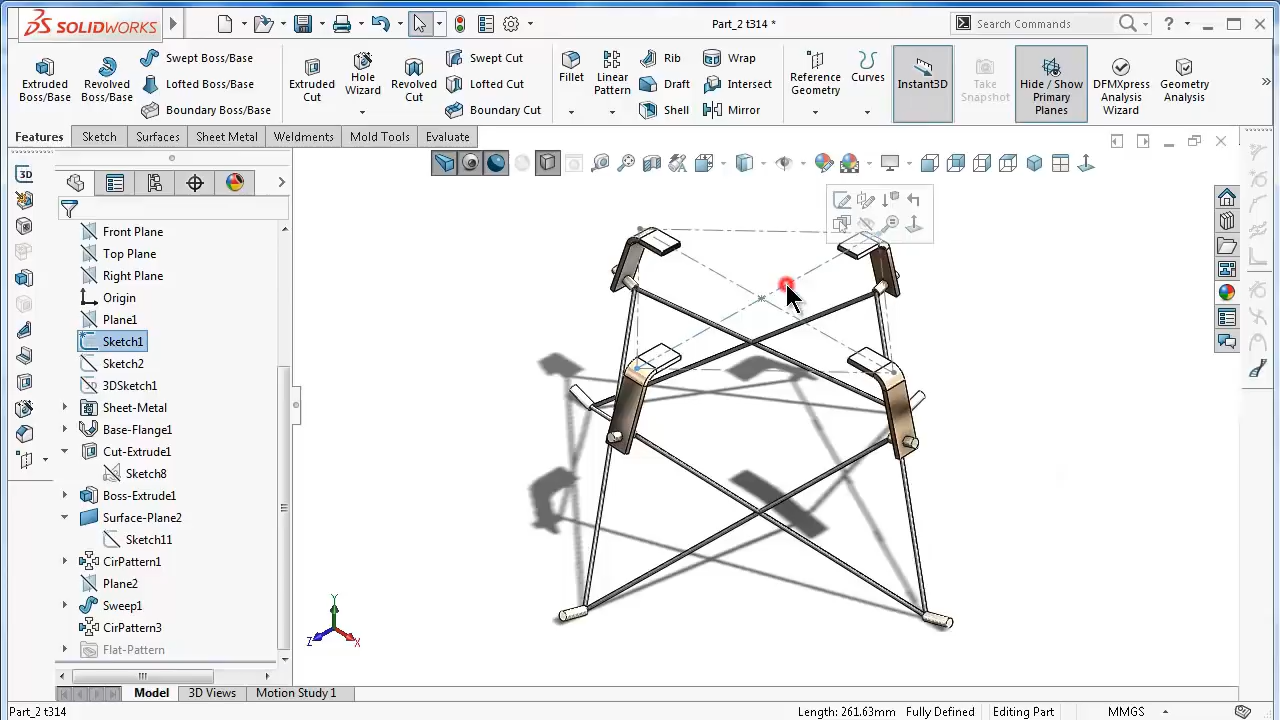 SOLIDWORKS
Part_2 t314 *
Search Commands
?
Extruded Boss/Base
Revolved Boss/Base
Swept Boss/Base
Lofted Boss/Base
Boundary Boss/Base
Extruded Cut
Hole Wizard
Revolved Cut
Swept Cut
Lofted Cut
Boundary Cut
Fillet
Linear Pattern
Rib
Draft
Shell
Wrap
Intersect
Mirror
Reference Geometry
Curves
Instant3D
Take Snapshot
Hide / Show Primary Planes
DFMXpress Analysis Wizard
Geometry Analysis
Features
Sketch
Surfaces
Sheet Metal
Weldments
Mold Tools
Evaluate
3D
Front Plane
Top Plane
Right Plane
Origin
Plane1
Sketch1
Sketch2
3DSketch1
Sheet-Metal
Base-Flange1
Cut-Extrude1
Sketch8
Boss-Extrude1
Surface-Plane2
Sketch11
CirPattern1
Plane2
Sweep1
CirPattern3
Flat-Pattern
Y
Z
X
Model
3D Views
Motion Study 1
Part_2 t314
Length: 261.63mm
Fully Defined
Editing Part
MMGS